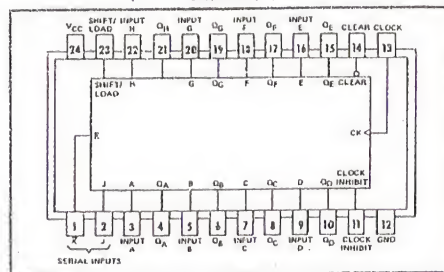 VCC SHIFT/ LOAD INPUT H QH INPUT G QG INPUT F QF INPUT E QE CLEAR CLOCK
24 23 22 21 20 19 18 17 16 15 14 13
SHIFT/ LOAD H G QG F QF E QE CLEAR
K CK
J A QA B QB C QC D QD CLOCK INHIBIT
1 2 3 4 5 6 7 8 9 10 11 12
K J INPUT A QA INPUT B QB INPUT C QC INPUT D QD CLOCK INHIBIT GND
SERIAL INPUTS